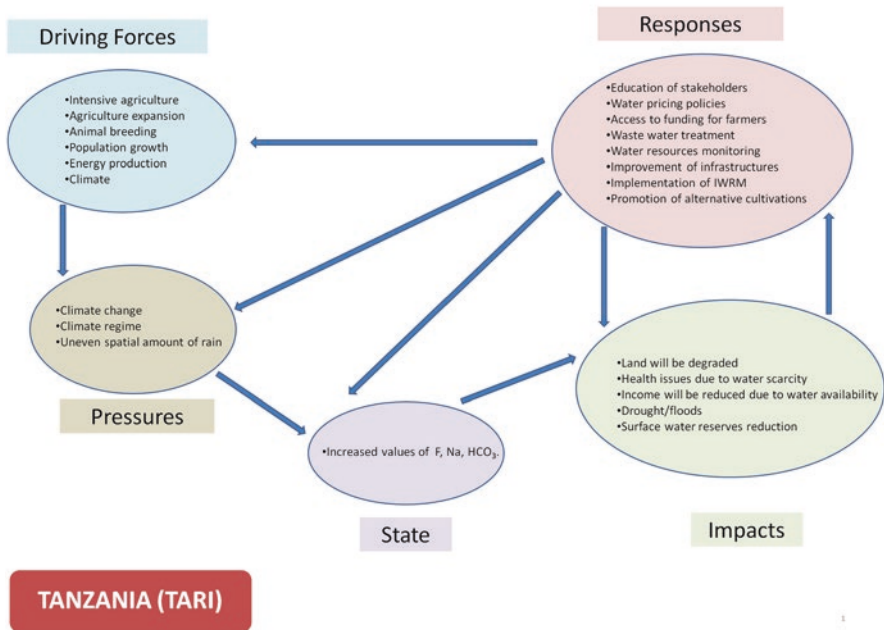 Driving Forces
•Intensive agriculture
•Agriculture expansion
•Animal breeding
•Population growth
•Energy production
•Climate
Responses
•Education of stakeholders
•Water pricing policies
•Access to funding for farmers
•Waste water treatment
•Water resources monitoring
•Improvement of infrastructures
•Implementation of IWRM
•Promotion of alternative cultivations
•Climate change
•Climate regime
•Uneven spatial amount of rain
Pressures
•Increased values of F, Na, HCO₃.
State
•Land will be degraded
•Health issues due to water scarcity
•Income will be reduced due to water availability
•Drought/floods
•Surface water reserves reduction
Impacts
TANZANIA (TARI)
1